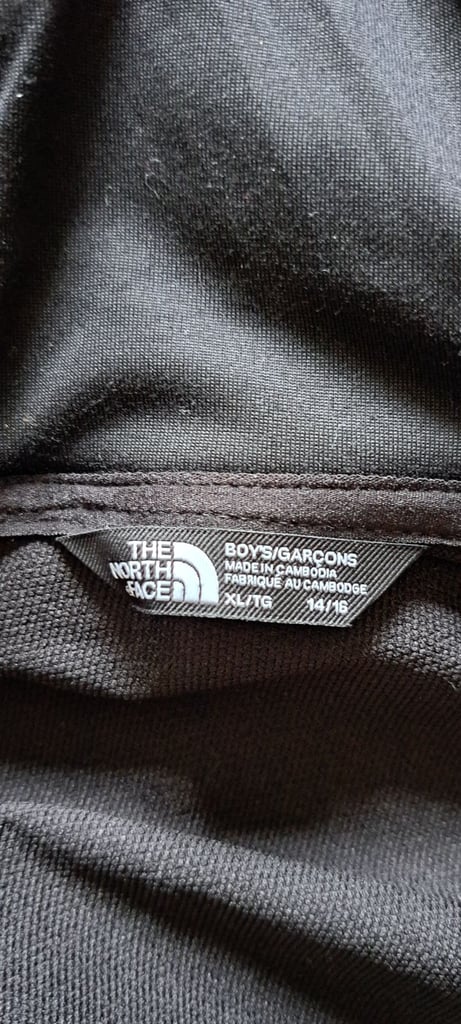 THE
NORTH
FACE
BOY'S/GARÇONS
MADE IN CAMBODIA
FABRIQUÉ AU CAMBODGE
XL/TG 14/16